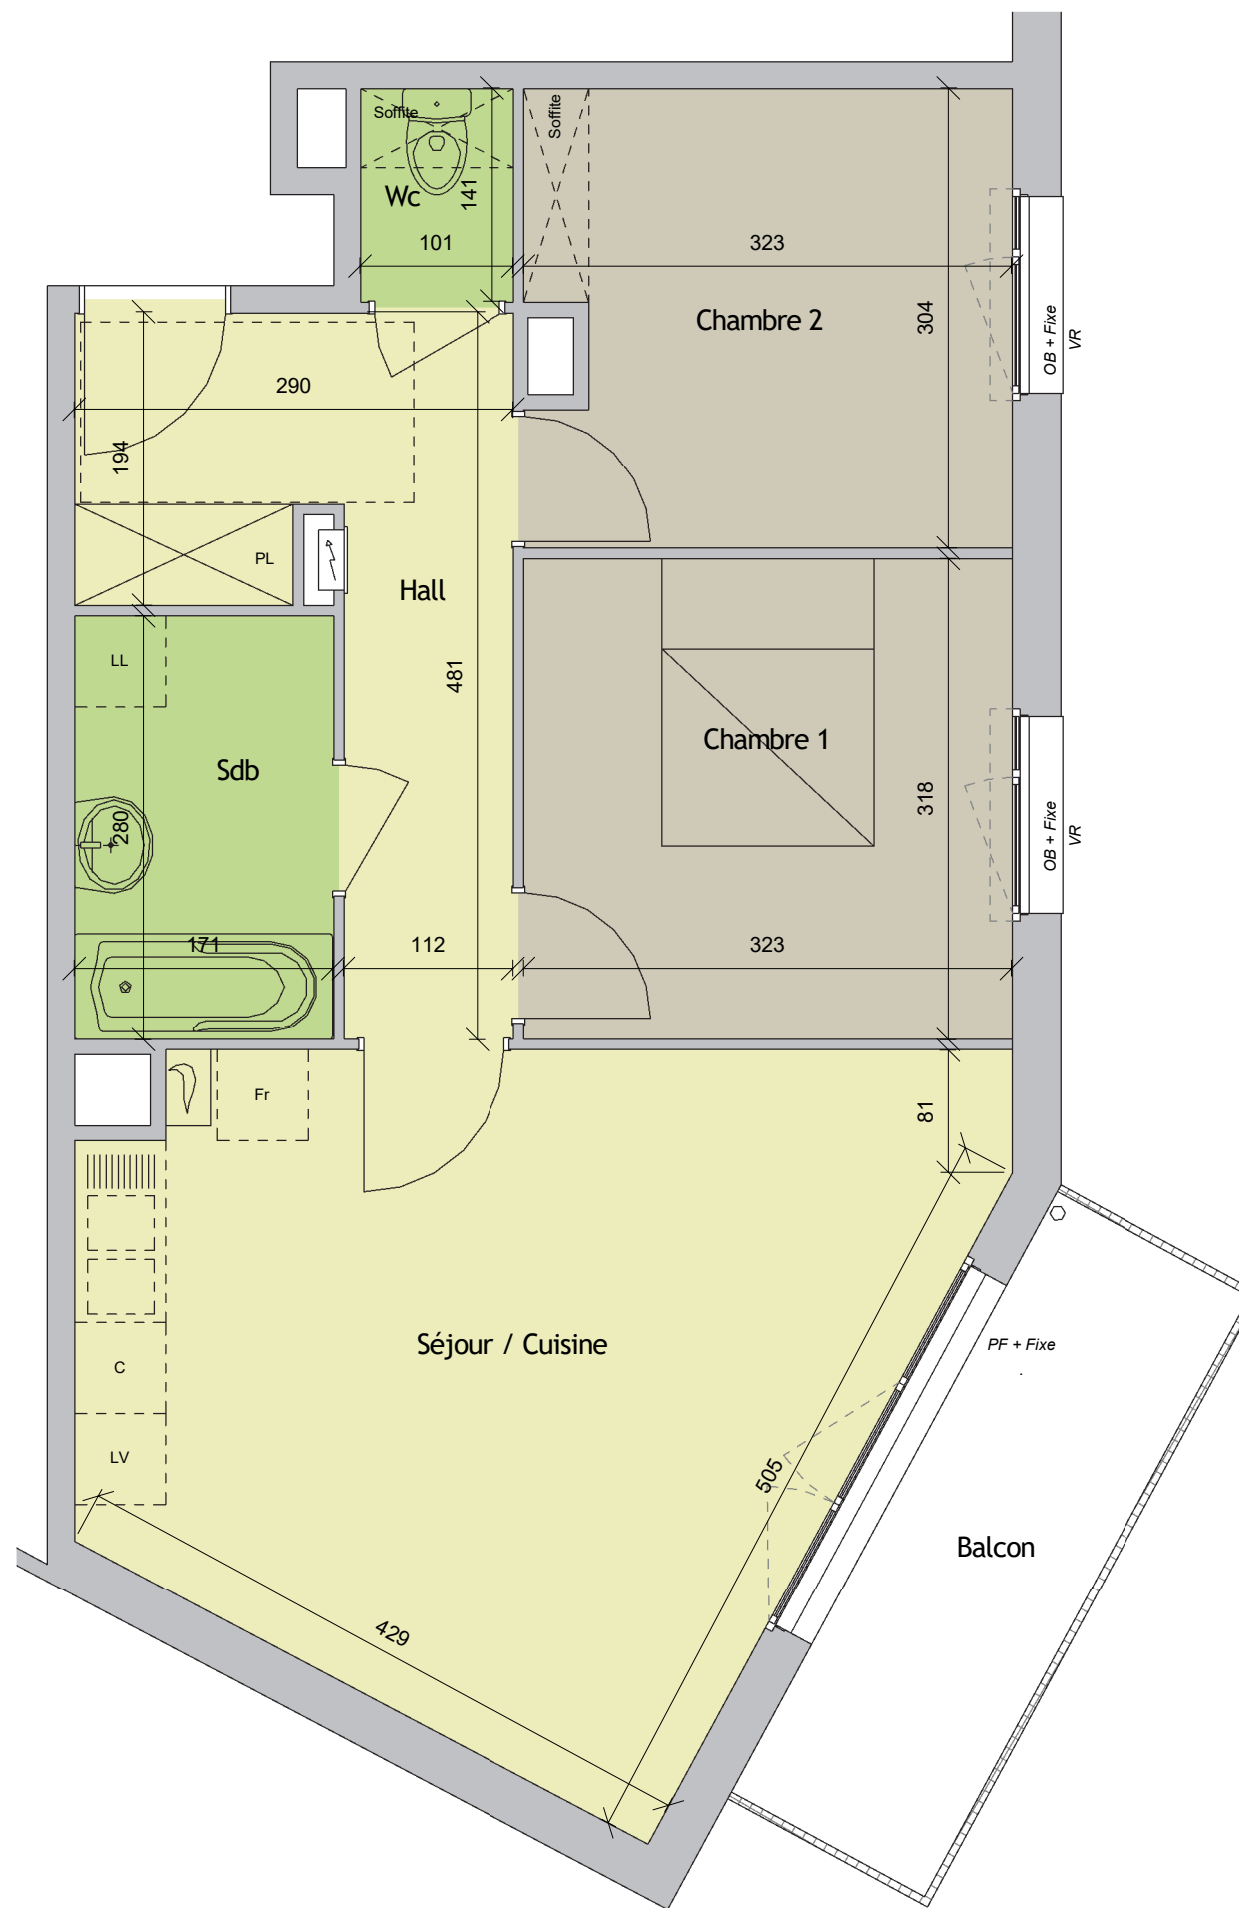 Soffite
Soffite
Wc
141
101
323
Chambre 2
304
OB + Fixe
VR
290
194
PL
Hall
LL
481
Sdb
Chambre 1
318
OB + Fixe
VR
280
171
112
323
Fr
81
Séjour / Cuisine
PF + Fixe
C
LV
505
Balcon
429